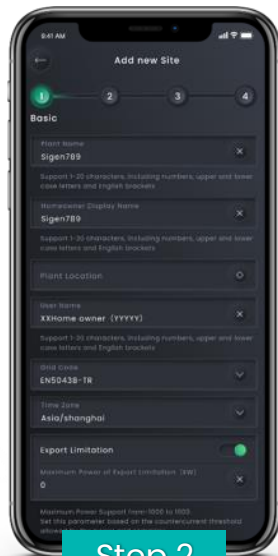 9:41 AM
Add new Site
1 2 3 4
Basic
Plant Name
Sigen789
Support 1-20 characters, including numbers, upper and lower
case letters and English brackets
Homeowner Display Name
Sigen789
Support 1-20 characters, including numbers, upper and lower
case letters and English brackets
Plant Location
User Name
XXHome owner (YYYYY)
Support 1-20 characters, including numbers, upper and lower
case letters and English brackets
Grid Code
EN50438-TR
Time Zone
Asia/shanghai
Export Limitation
Maximum Power of Export Limitation (kW)
0
Maximum Power Support from
Set this parameter based on the countercurrent threshold
Step 2